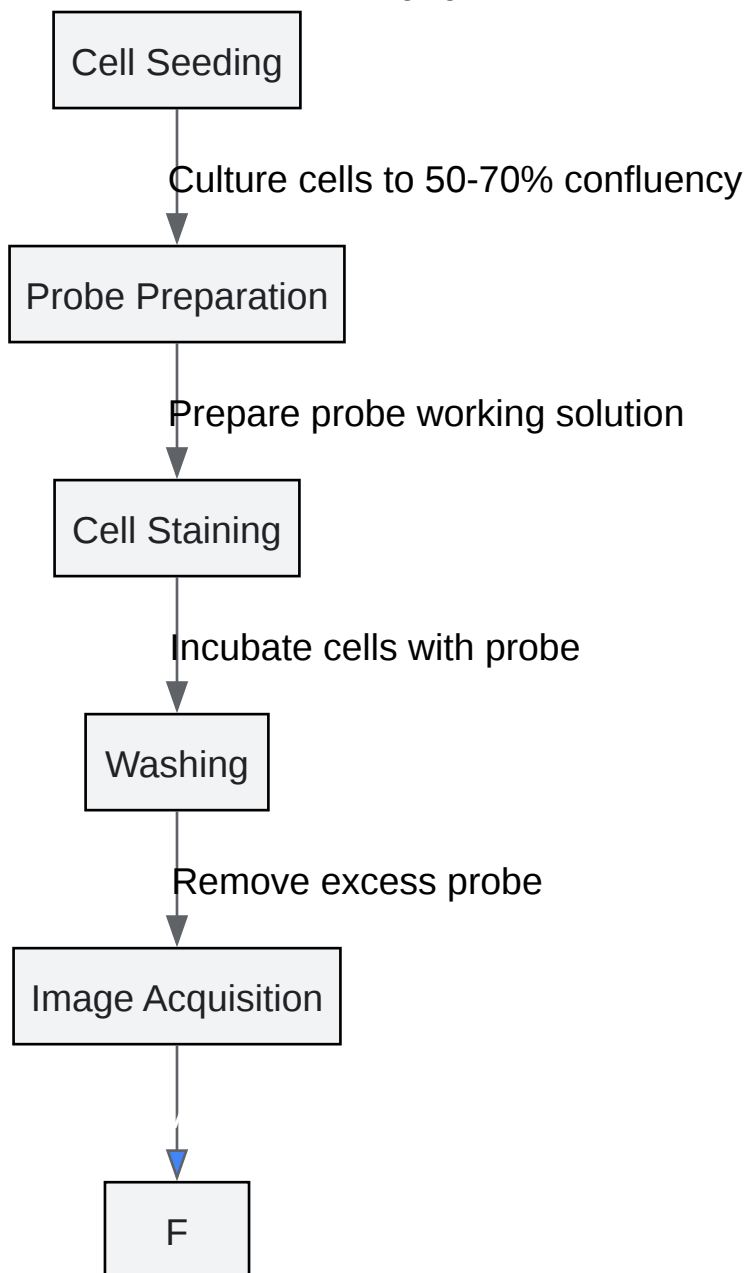 Cell Seeding
Culture cells to 50-70% confluency
Probe Preparation
Prepare probe working solution
Cell Staining
Incubate cells with probe
Washing
Remove excess probe
Image Acquisition
F